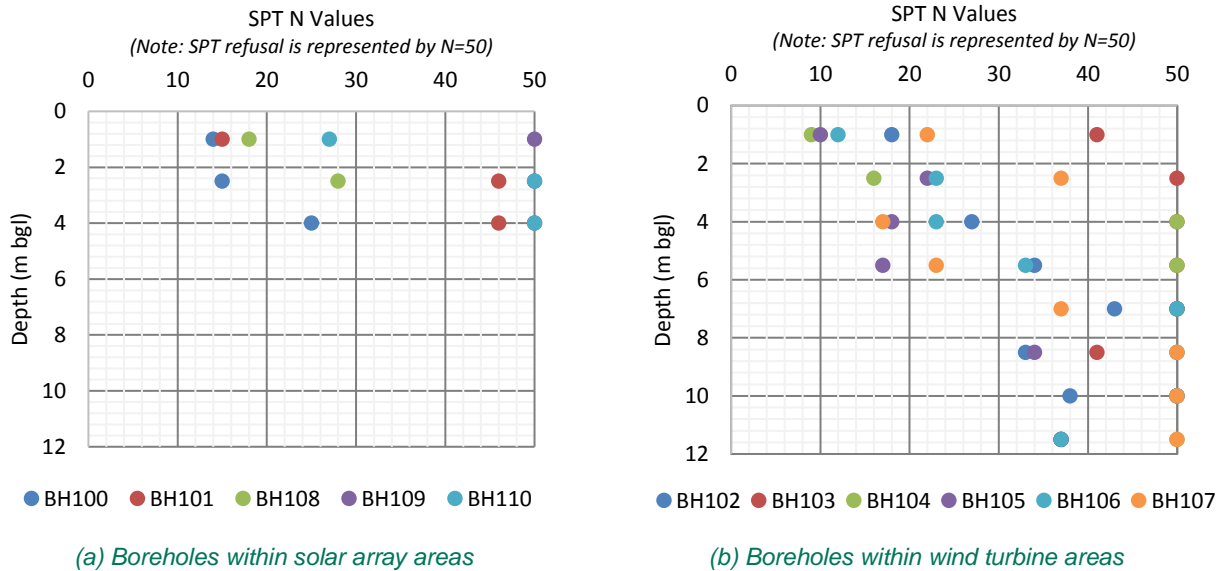 SPT N Values
(Note: SPT refusal is represented by N=50)
0 10 20 30 40 50
0
2
4
6
8
10
12
Depth (m bgl)
BH100 BH101 BH108 BH109 BH110
(a) Boreholes within solar array areas
SPT N Values
(Note: SPT refusal is represented by N=50)
0 10 20 30 40 50
0
2
4
6
8
10
12
Depth (m bgl)
BH102 BH103 BH104 BH105 BH106 BH107
(b) Boreholes within wind turbine areas